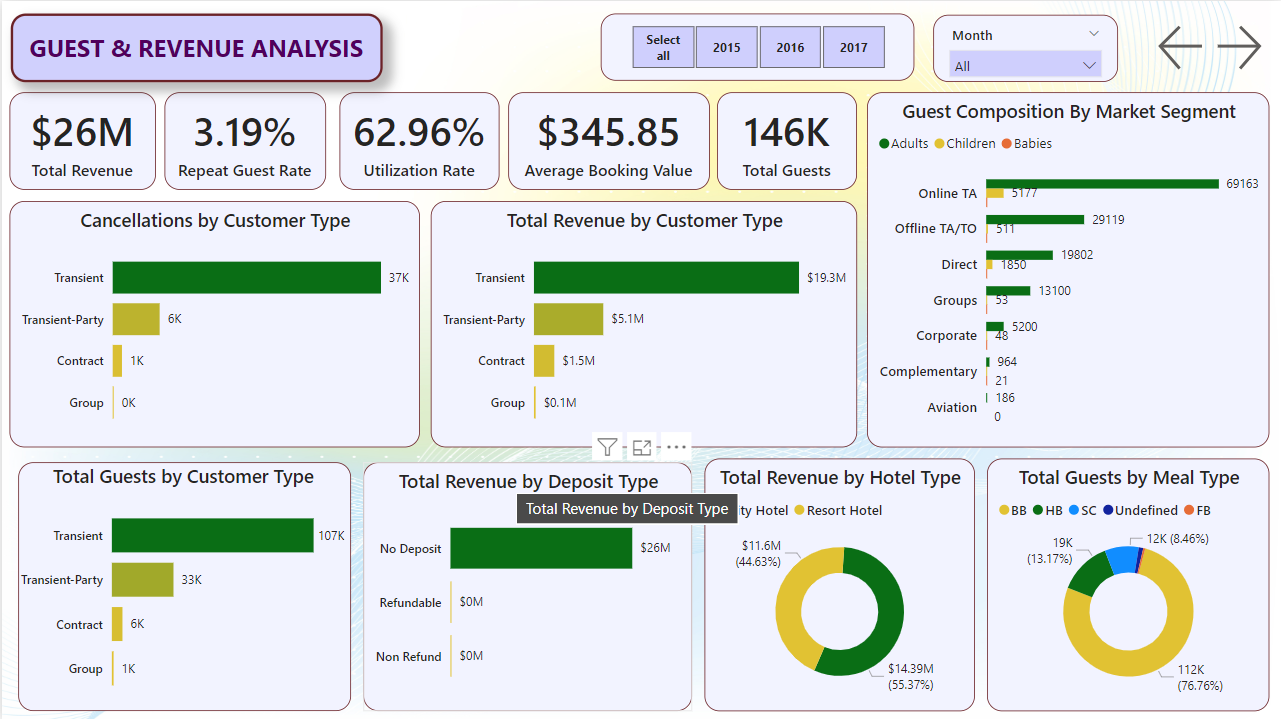 GUEST & REVENUE ANALYSIS
Select
all
2015
2016
2017
Month
All
$26M
Total Revenue
3.19%
Repeat Guest Rate
62.96%
Utilization Rate
$345.85
Average Booking Value
146K
Total Guests
Guest Composition By Market Segment
Adults Children Babies
Online TA 69163
5177
Offline TA/TO 29119
511
Direct 19802
1850
Groups 13100
53
Corporate 5200
48
Complementary 964
21
Aviation 186
0
Cancellations by Customer Type
Transient 37K
Transient-Party 6K
Contract 1K
Group 0K
Total Revenue by Customer Type
Transient $19.3M
Transient-Party $5.1M
Contract $1.5M
Group $0.1M
Total Guests by Customer Type
Transient 107K
Transient-Party 33K
Contract 6K
Group 1K
Total Revenue by Deposit Type
Total Revenue by Deposit Type
No Deposit $26M
Refundable $0M
Non Refund $0M
Total Revenue by Hotel Type
ty Hotel Resort Hotel
$11.6M
(44.63%)
$14.39M
(55.37%)
Total Guests by Meal Type
BB HB SC Undefined FB
12K (8.46%)
19K
(13.17%)
112K
(76.76%)